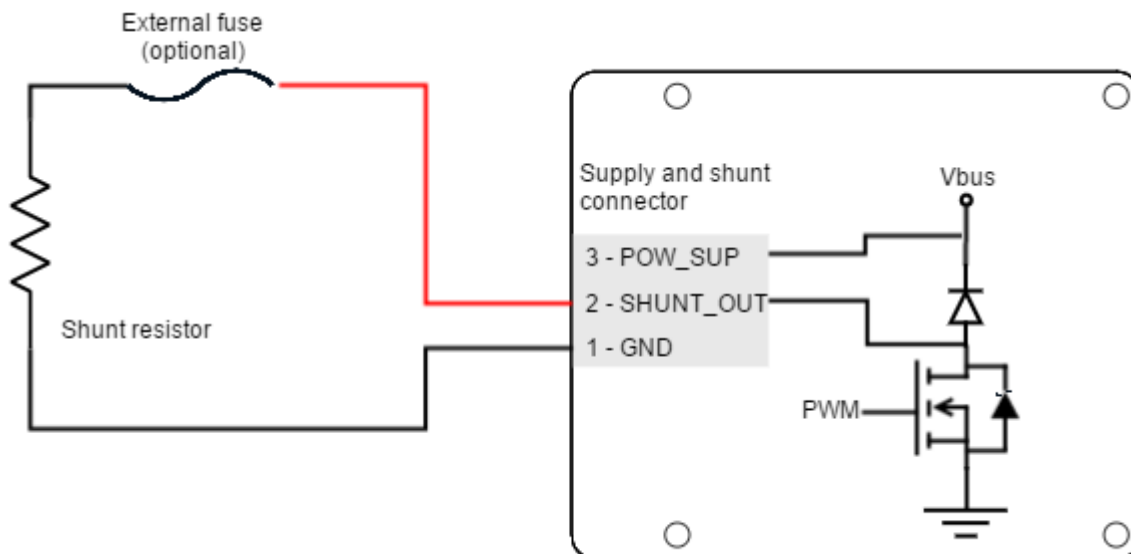 External fuse
(optional)
Supply and shunt
connector
Vbus
3 - POW_SUP
2 - SHUNT_OUT
Shunt resistor
1 - GND
PWM